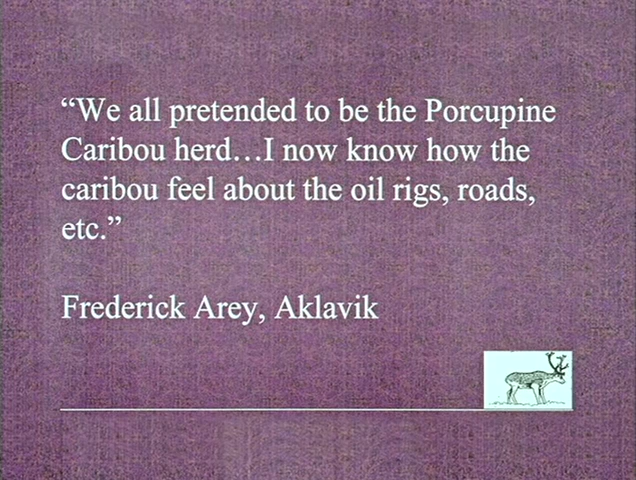 “We all pretended to be the Porcupine
Caribou herd…I now know how the
caribou feel about the oil rigs, roads,
etc.”
Frederick Arey, Aklavik